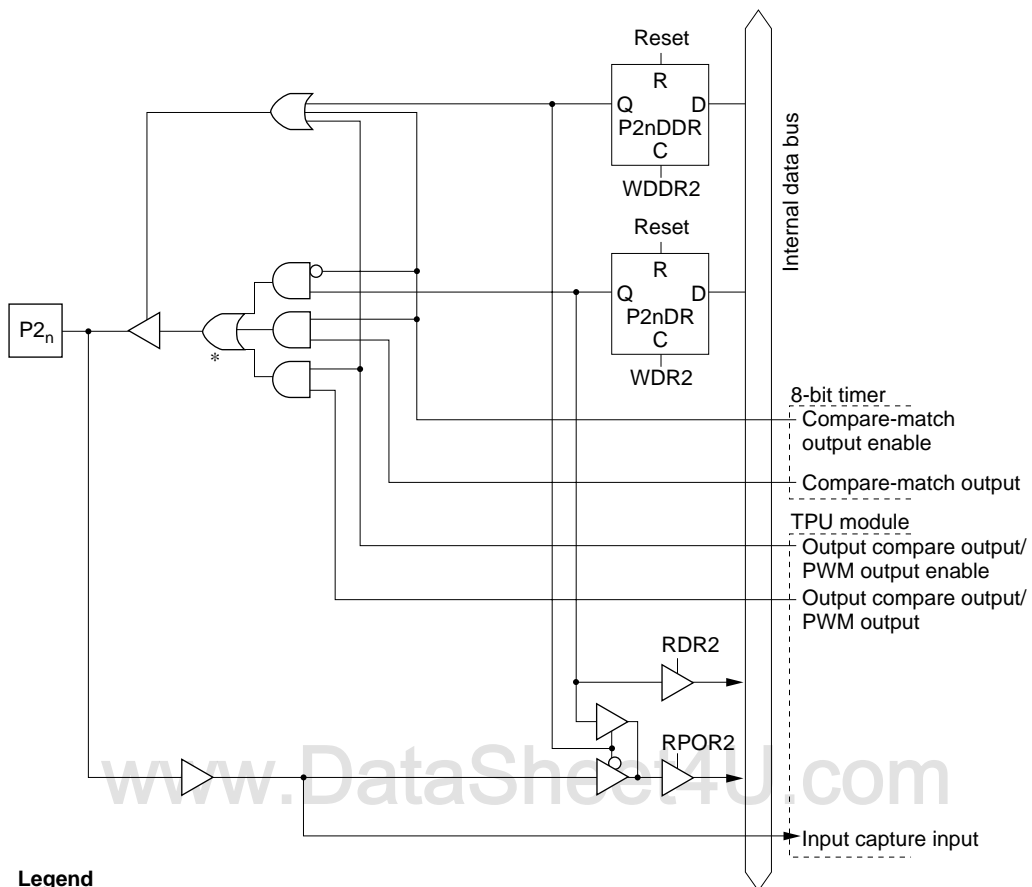 Reset
R
Q D
P2nDDR
C
WDDR2
Internal data bus
Reset
R
Q D
P2nDR
C
WDR2
P2n
*
8-bit timer
Compare-match
output enable
Compare-match output
TPU module
Output compare output/
PWM output enable
Output compare output/
PWM output
RDR2
RPOR2
www.DataSheet4U.com
Input capture input
Legend